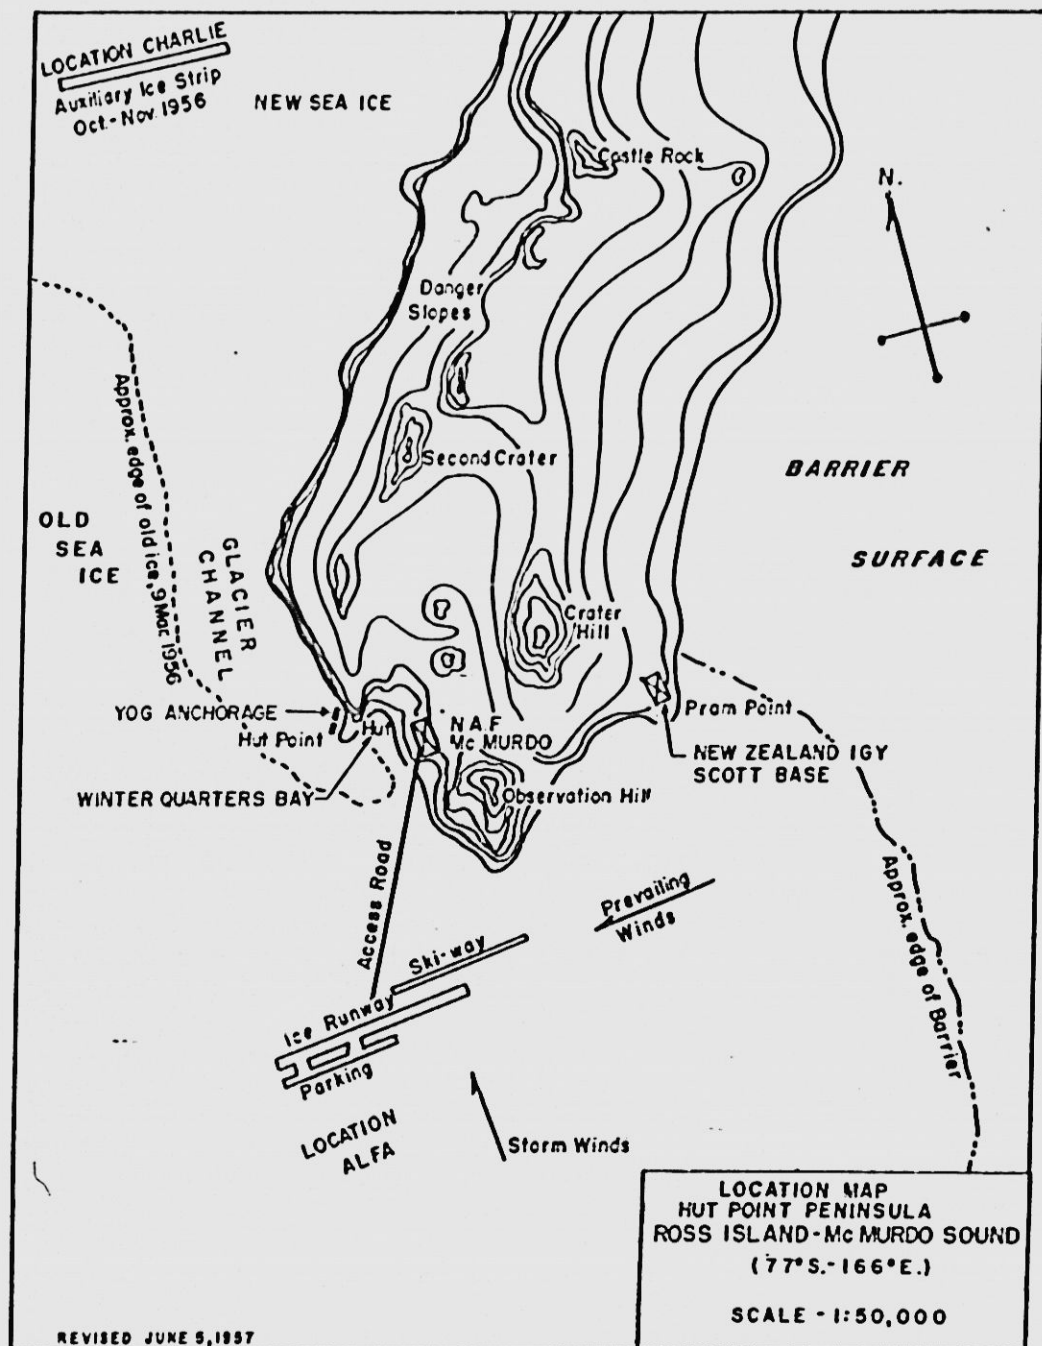 LOCATION CHARLIE
Auxiliary Ice Strip
Oct.-Nov. 1956
NEW SEA ICE
Castle Rock
N.
Danger
Slopes
Approx. edge of old ice, 9 Mac 1956
Second Crater
BARRIER
SURFACE
OLD
SEA
ICE
GLACIER
CHANNEL
Crater
Hill
YOG ANCHORAGE
Hut Point
Hut
N.A.F
Mc MURDO
Pram Point
NEW ZEALAND IGY
SCOTT BASE
WINTER QUARTERS BAY
Observation Hill
Access Road
Prevailing
Winds
Approx. edge of Barrier
Ski-way
Ice Runway
Parking
LOCATION
ALFA
Storm Winds
LOCATION MAP
HUT POINT PENINSULA
ROSS ISLAND-Mc MURDO SOUND
(77°S.-166°E.)
SCALE - 1:50,000
REVISED JUNE 5, 1957